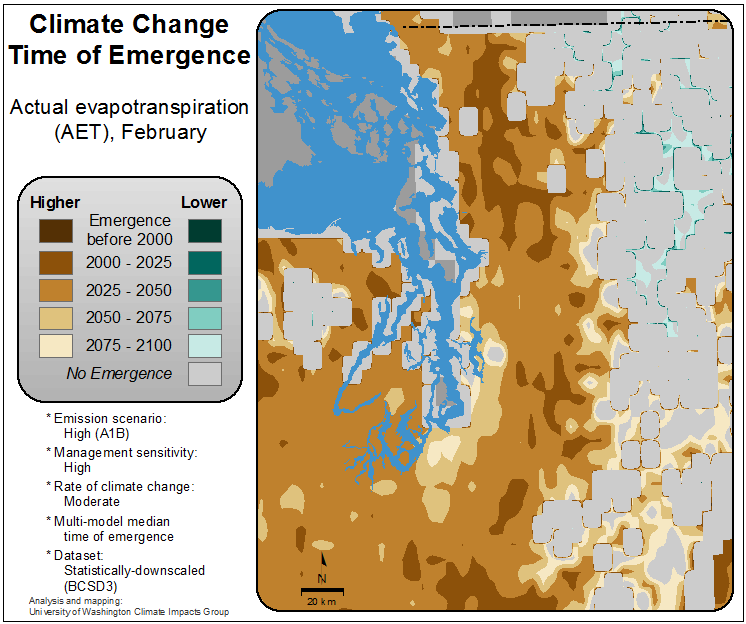 Climate Change
Time of Emergence
Actual evapotranspiration
(AET), February
Higher Lower
Emergence
before 2000
2000 - 2025
2025 - 2050
2050 - 2075
2075 - 2100
No Emergence
* Emission scenario:
High (A1B)
* Management sensitivity:
High
* Rate of climate change:
Moderate
* Multi-model median
time of emergence
* Dataset:
Statistically-downscaled
(BCSD3)
Analysis and mapping:
University of Washington Climate Impacts Group
N
20 km